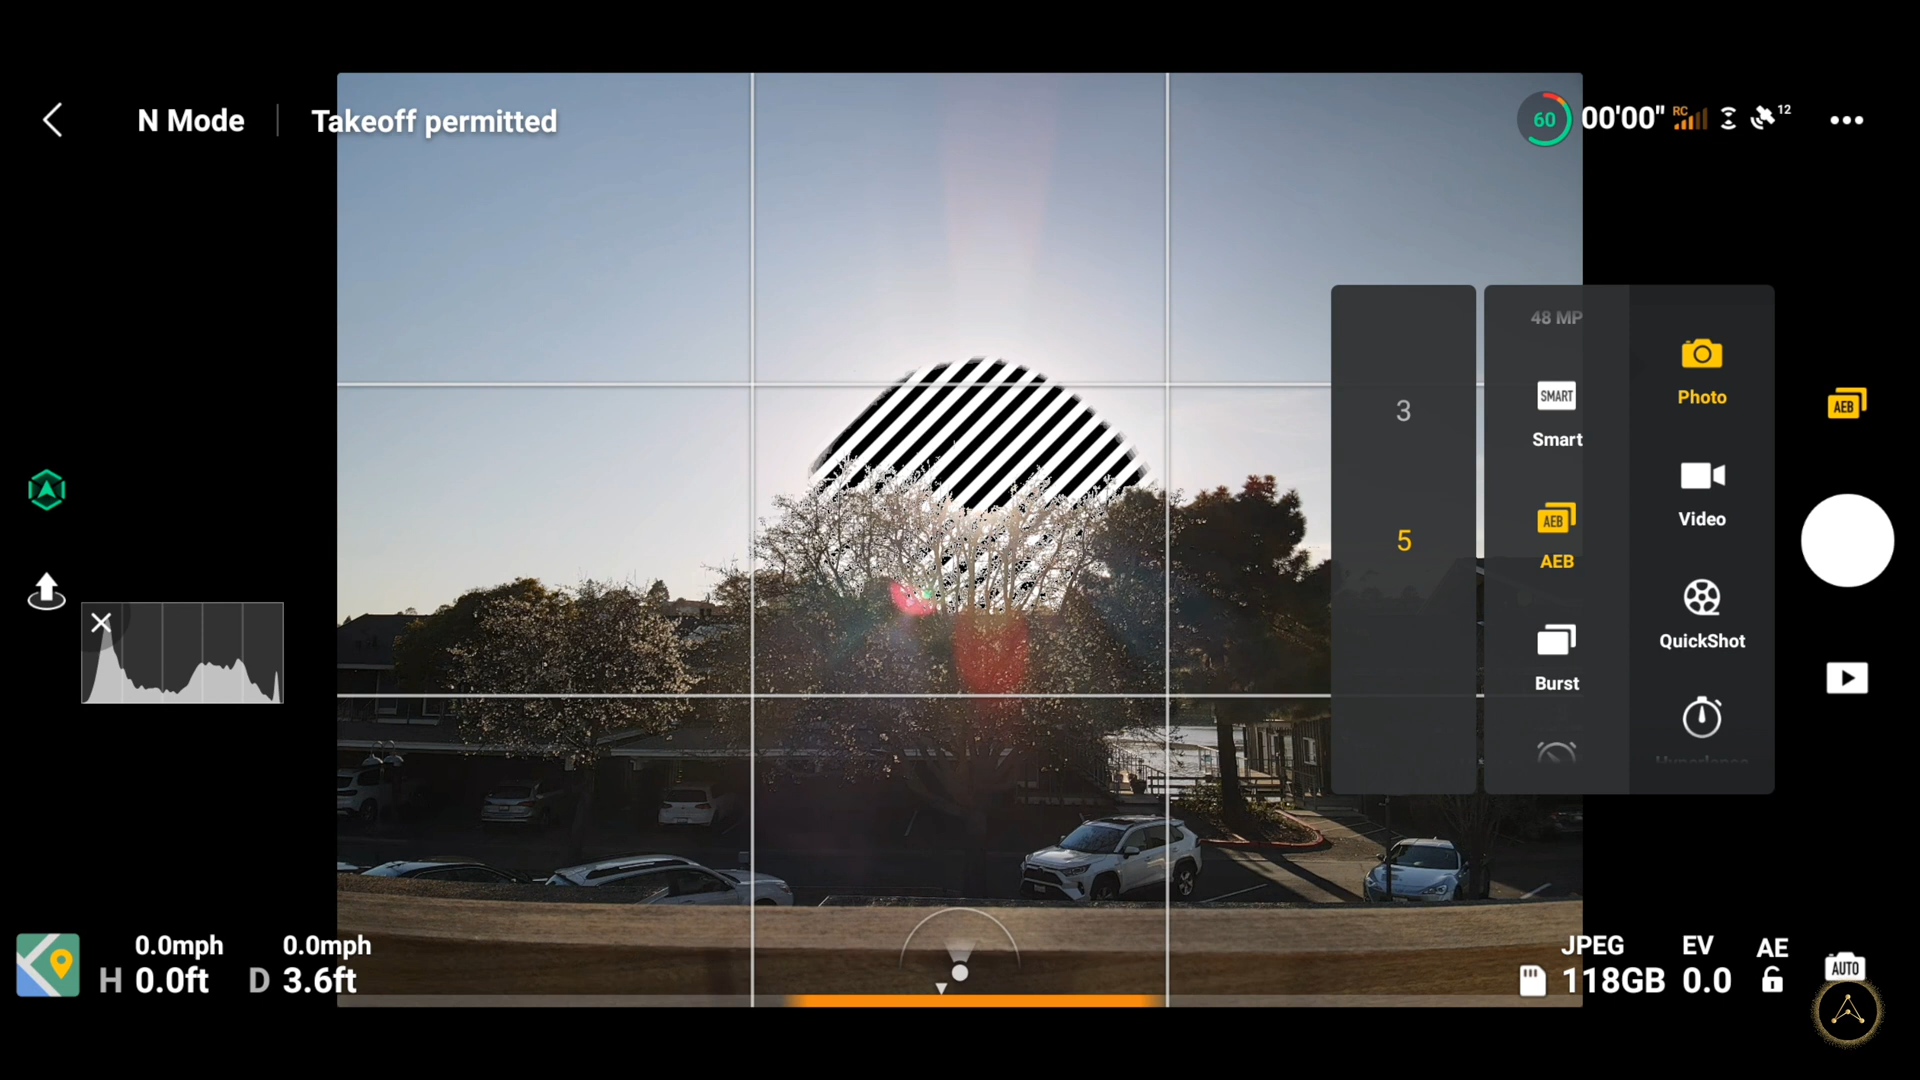 N Mode
Takeoff permitted
60
00'00"
RC
12
48 MP
3
SMART
Smart
Photo
AEB
Video
5
AEB
AEB
QuickShot
Burst
Hyperlapse
0.0mph
0.0mph
H 0.0ft
D 3.6ft
JPEG
118GB
EV
0.0
AE
AUTO